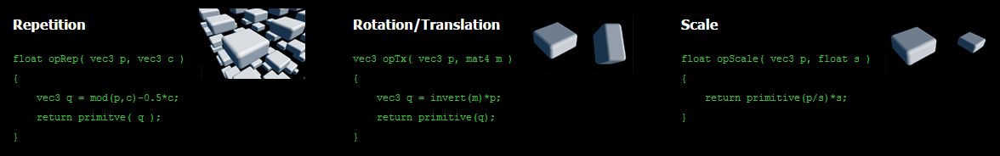 Repetition
float opRep( vec3 p, vec3 c )
{
    vec3 q = mod(p,c)-0.5*c;
    return primitve( q );
}
Rotation/Translation
vec3 opTx( vec3 p, mat4 m )
{
    vec3 q = invert(m)*p;
    return primitive(q);
}
Scale
float opScale( vec3 p, float s )
{
    return primitive(p/s)*s;
}